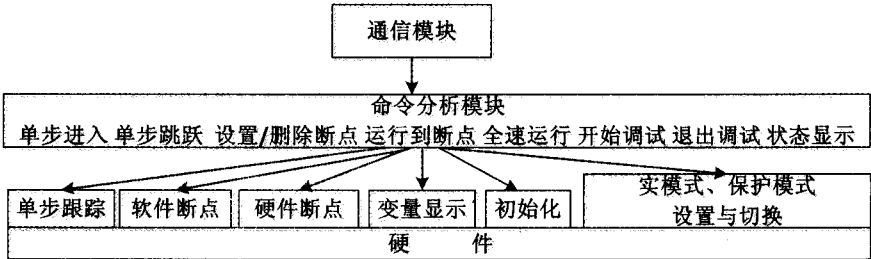 通信模块
命令分析模块
单步进入 单步跳跃 设置/删除断点 运行到断点 全速运行 开始调试 退出调试 状态显示
单步跟踪 软件断点 硬件断点 变量显示 初始化 实模式、保护模式
设置与切换
硬 件